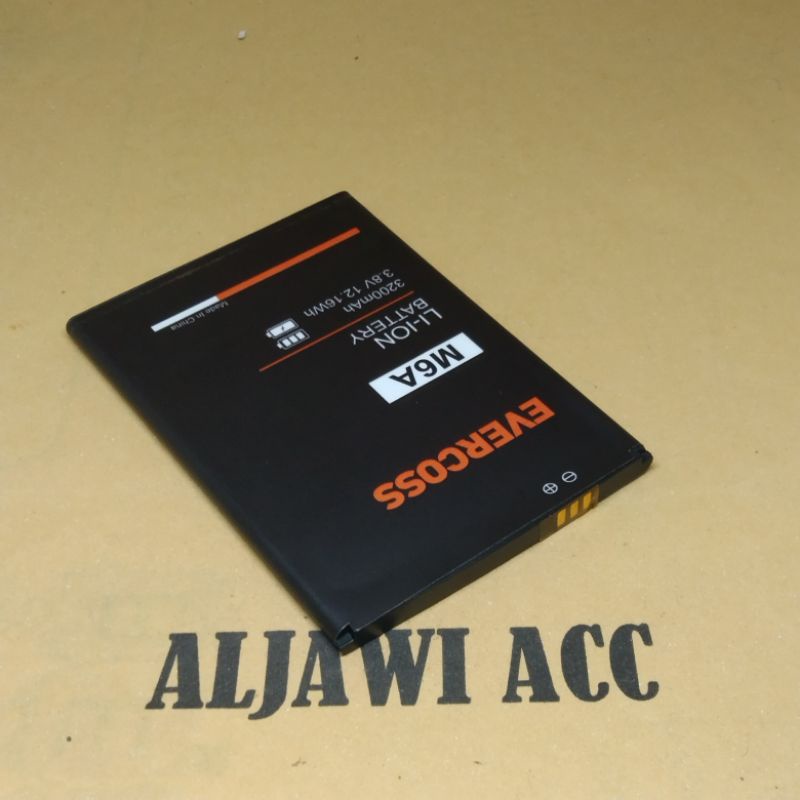 EVERCOSS
M6A
LI-ION
BATTERY
3200mAh
3.8V 12.16Wh
Made in China
ALJAWI ACC